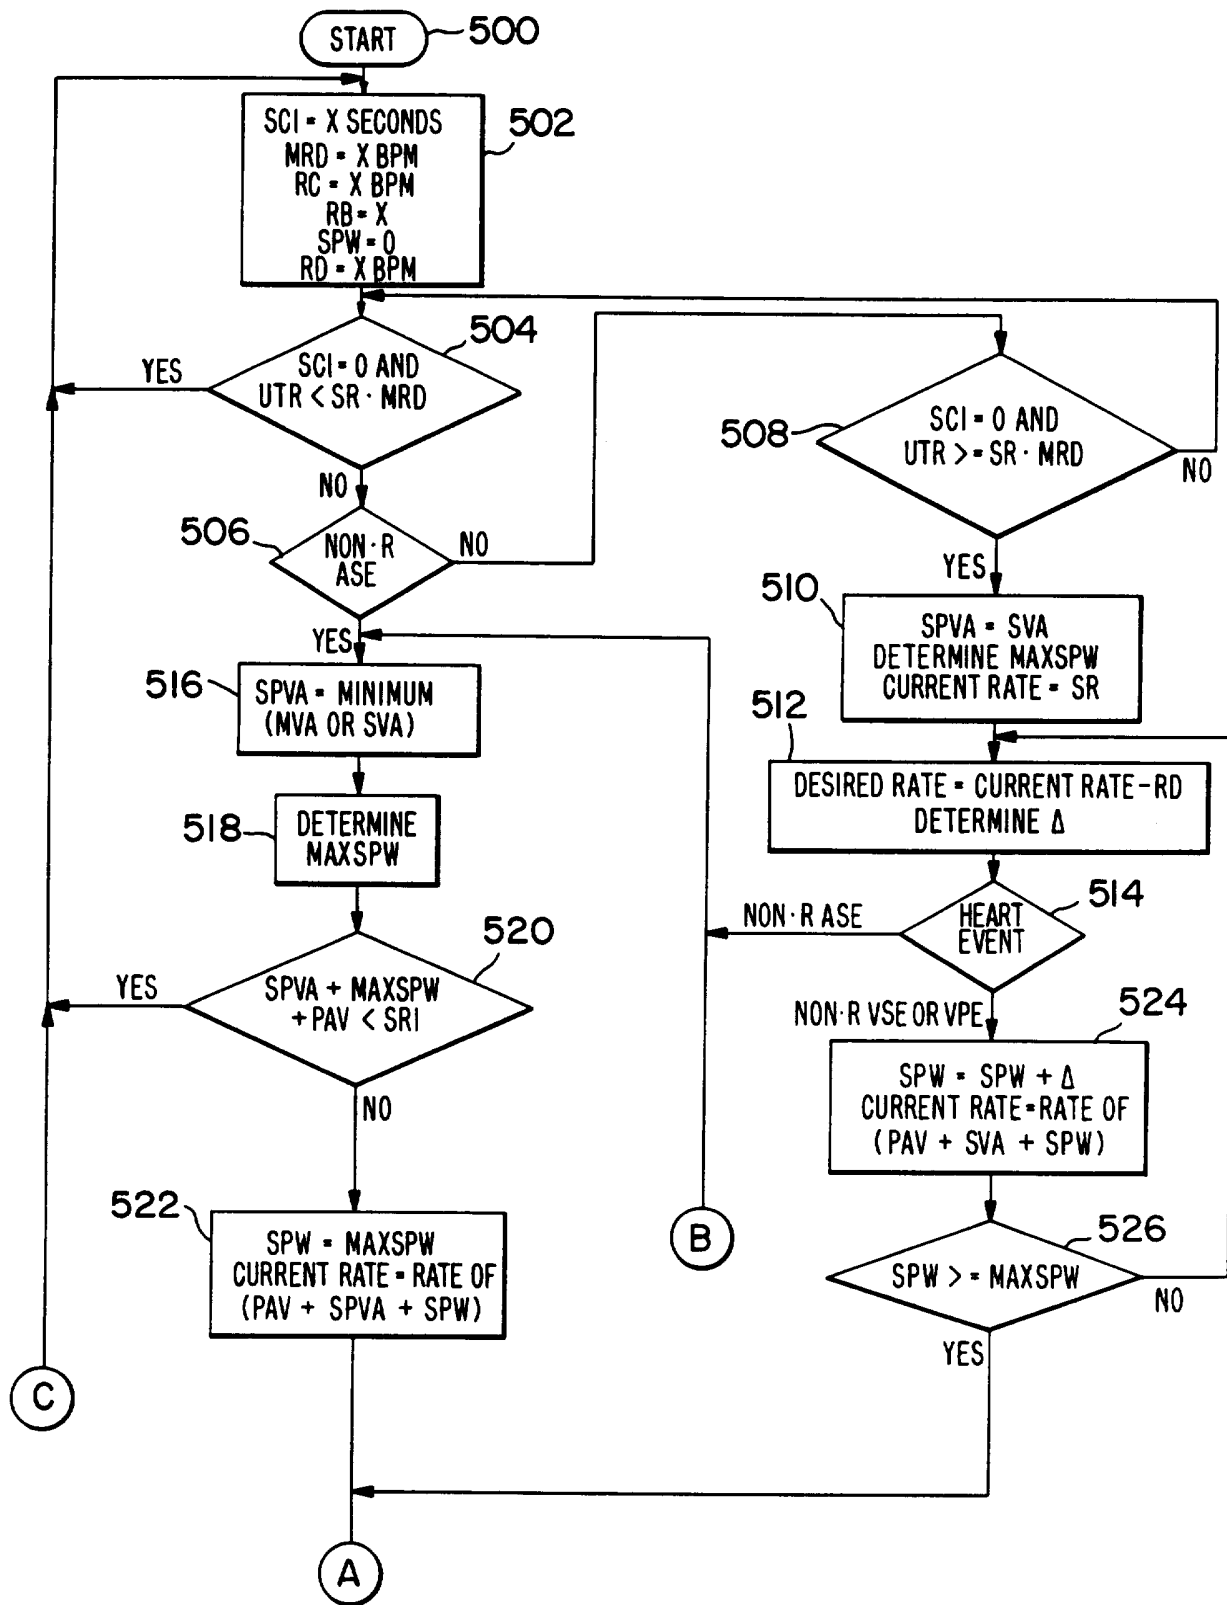 START
500
SCI = X SECONDS
MRD = X BPM
RC = X BPM
RB = X
SPW = 0
RD = X BPM
502
SCI = 0 AND
UTR < SR · MRD
504
YES
NO
NON·R
ASE
506
NO
YES
SCI = 0 AND
UTR >= SR · MRD
508
NO
YES
510
SPVA = SVA
DETERMINE MAXSPW
CURRENT RATE = SR
512
DESIRED RATE = CURRENT RATE - RD
DETERMINE Δ
HEART
EVENT
514
NON·R ASE
NON·R VSE OR VPE
516
SPVA = MINIMUM
(MVA OR SVA)
518
DETERMINE
MAXSPW
520
SPVA + MAXSPW
+ PAV < SRI
YES
NO
522
SPW = MAXSPW
CURRENT RATE = RATE OF
(PAV + SPVA + SPW)
524
SPW = SPW + Δ
CURRENT RATE = RATE OF
(PAV + SVA + SPW)
526
SPW >= MAXSPW
NO
YES
B
C
A